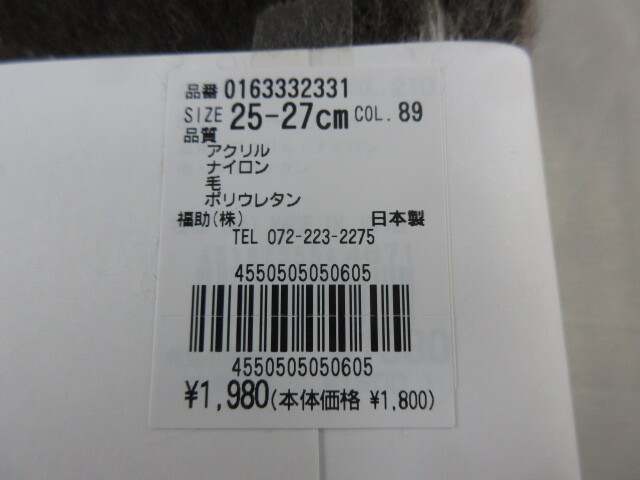 品番 0163332331
SIZE 25-27cm COL. 89
品質
アクリル
ナイロン
毛
ポリウレタン
福助(株) 日本製
TEL 072-223-2275
4550505050605
4550505050605
¥1,980(本体価格 ¥1,800)